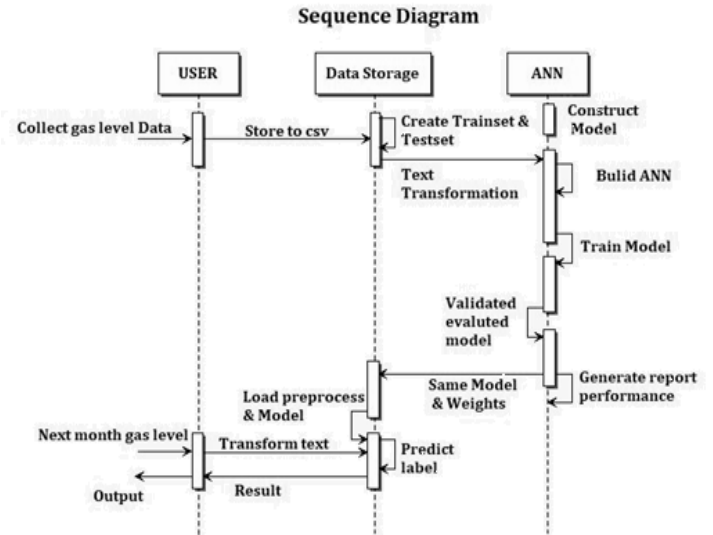 Sequence Diagram
USER
Data Storage
ANN
Construct
Model
Collect gas level Data
Store to csv
Create Trainset &
Testset
Text
Transformation
Bulid ANN
Train Model
Validated
evaluted
model
Same Model
& Weights
Generate report
performance
Load preprocess
& Model
Next month gas level
Transform text
Predict
label
Output
Result